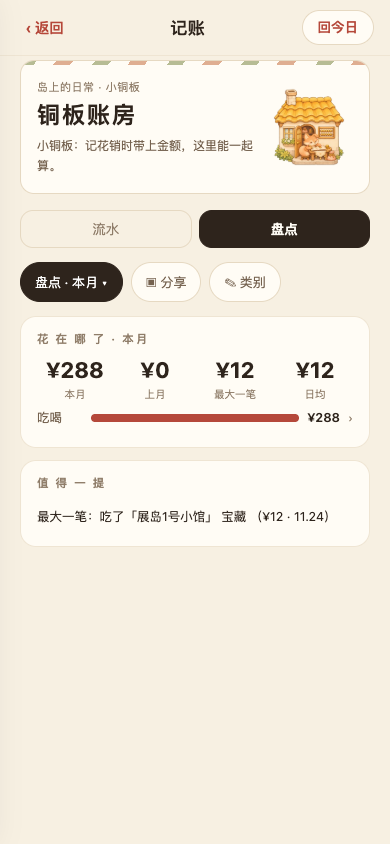 ‹ 返回
记账
回今日
岛上的日常 · 小铜板
铜板账房
小铜板：记花销时带上金额，这里能一起
算。
流水
盘点
盘点 · 本月 ▾
▣ 分享
✎ 类别
花在哪了 · 本月
¥288 ¥0 ¥12 ¥12
本月 上月 最大一笔 日均
吃喝 ¥288 ›
值得一提
最大一笔：吃了「展岛1号小馆」 宝藏 （¥12 · 11.24）